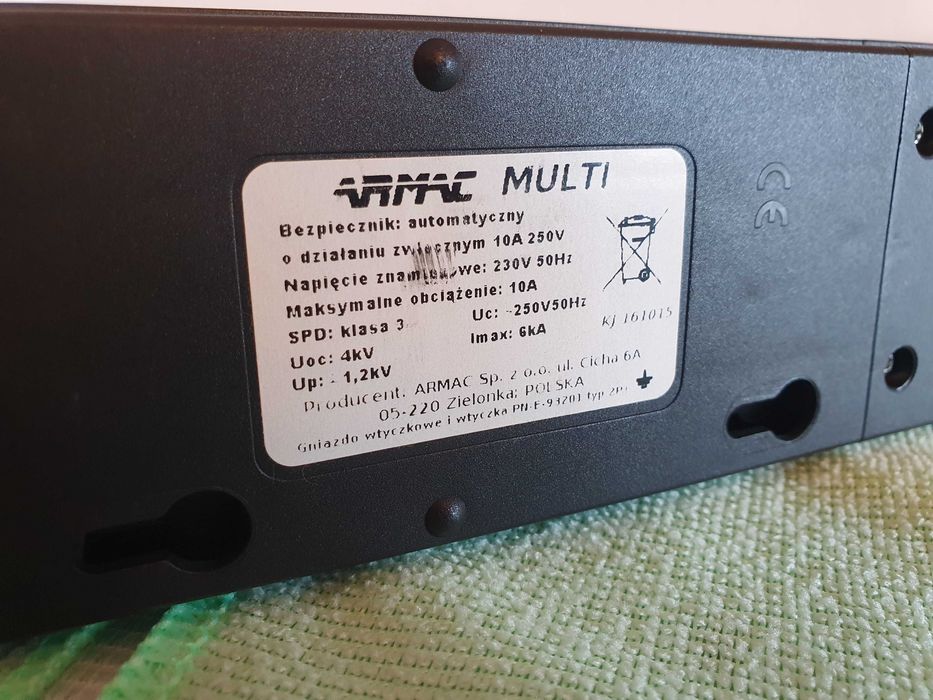 ARMAC MULTI
Bezpiecznik: automatyczny
o działaniu zwłocznym 10A 250V
Napięcie znamionowe: 230V 50Hz
Maksymalne obciążenie: 10A
SPD: klasa 3 Uc: ~250V50Hz
Uoc: 4kV Imax: 6kA
Up: 1,2kV
KJ 161015
Producent: ARMAC Sp. z o.o. ul. Cicha 6A
05-220 Zielonka; POLSKA
Gniazdo wtyczkowe i wtyczka PN-E-93201 typ
CE